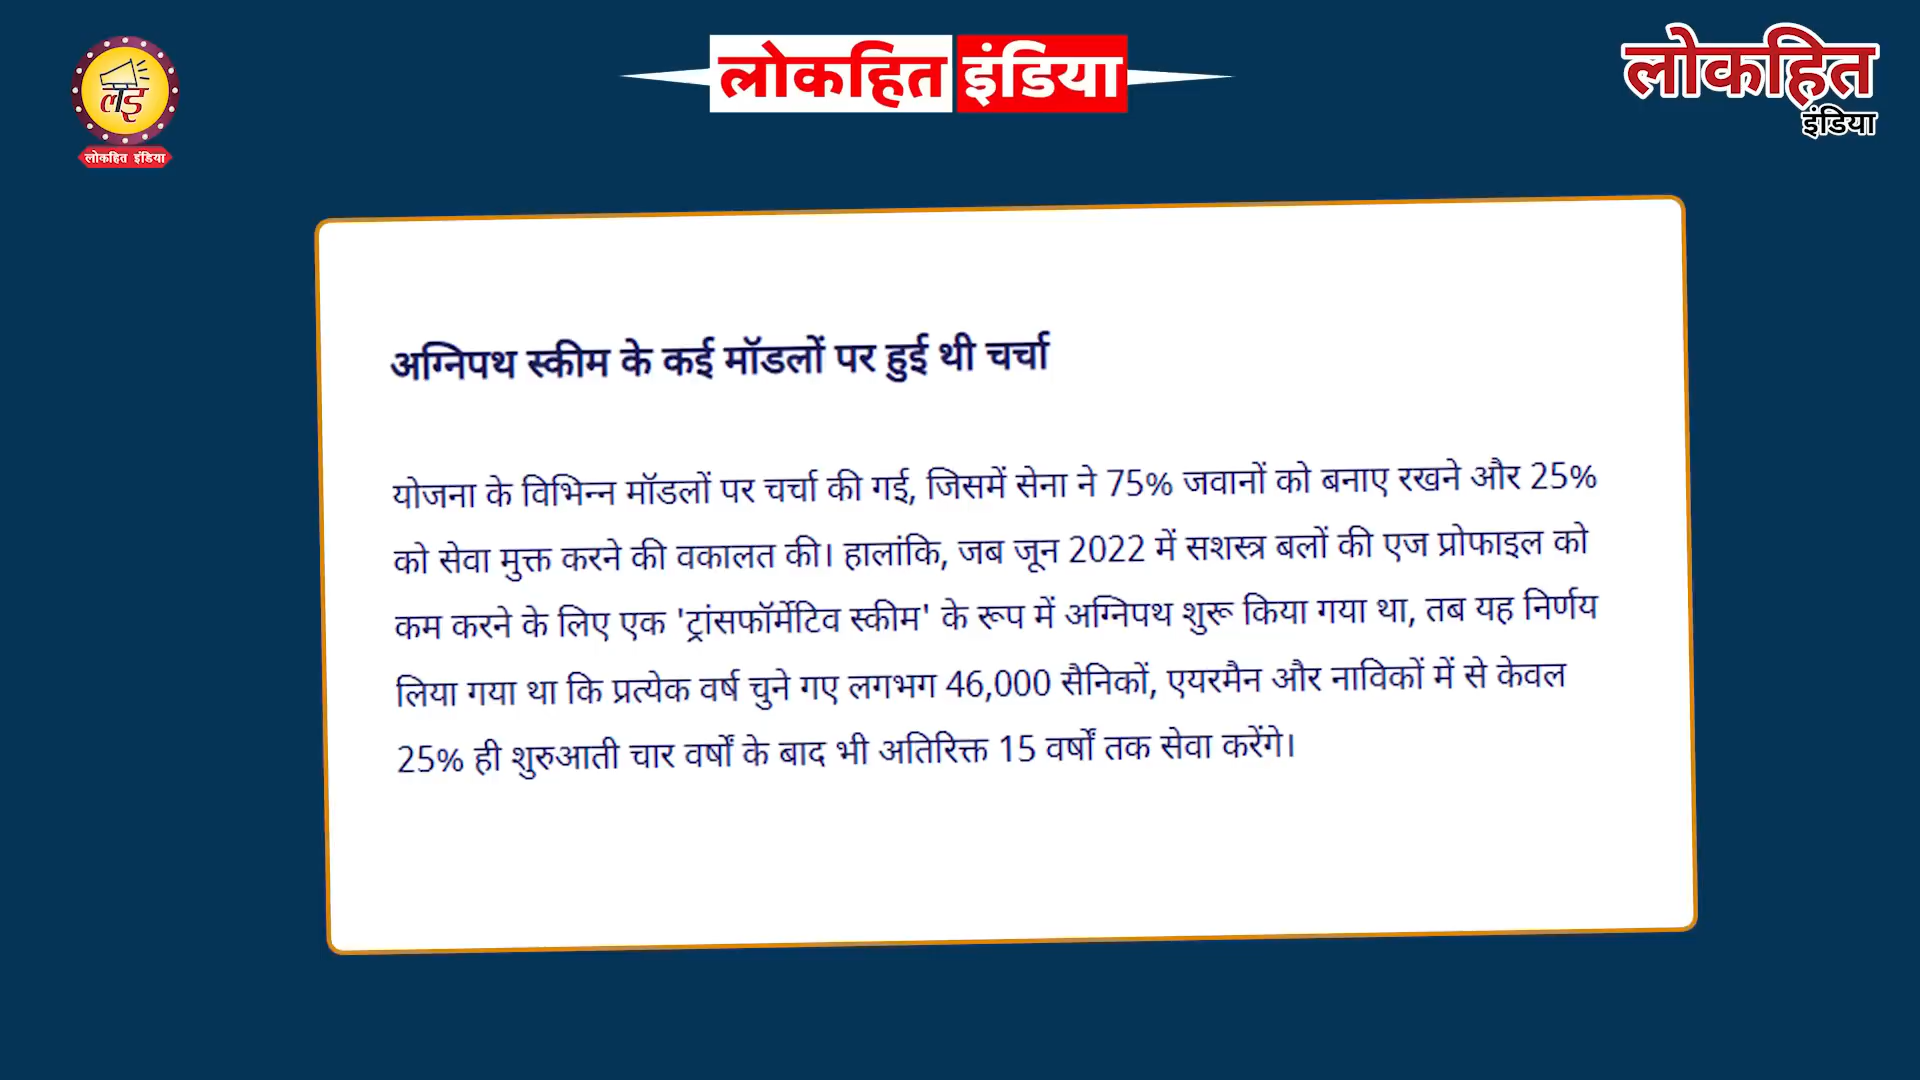 लइ
लोकहित इंडिया
लोकहित इंडिया
लोकहित
इंडिया
अग्निपथ स्कीम के कई मॉडलों पर हुई थी चर्चा
योजना के विभिन्न मॉडलों पर चर्चा की गई, जिसमें सेना ने 75% जवानों को बनाए रखने और 25%
को सेवा मुक्त करने की वकालत की। हालांकि, जब जून 2022 में सशस्त्र बलों की एज प्रोफाइल को
कम करने के लिए एक 'ट्रांसफॉर्मेटिव स्कीम' के रूप में अग्निपथ शुरू किया गया था, तब यह निर्णय
लिया गया था कि प्रत्येक वर्ष चुने गए लगभग 46,000 सैनिकों, एयरमैन और नाविकों में से केवल
25% ही शुरुआती चार वर्षों के बाद भी अतिरिक्त 15 वर्षों तक सेवा करेंगे।